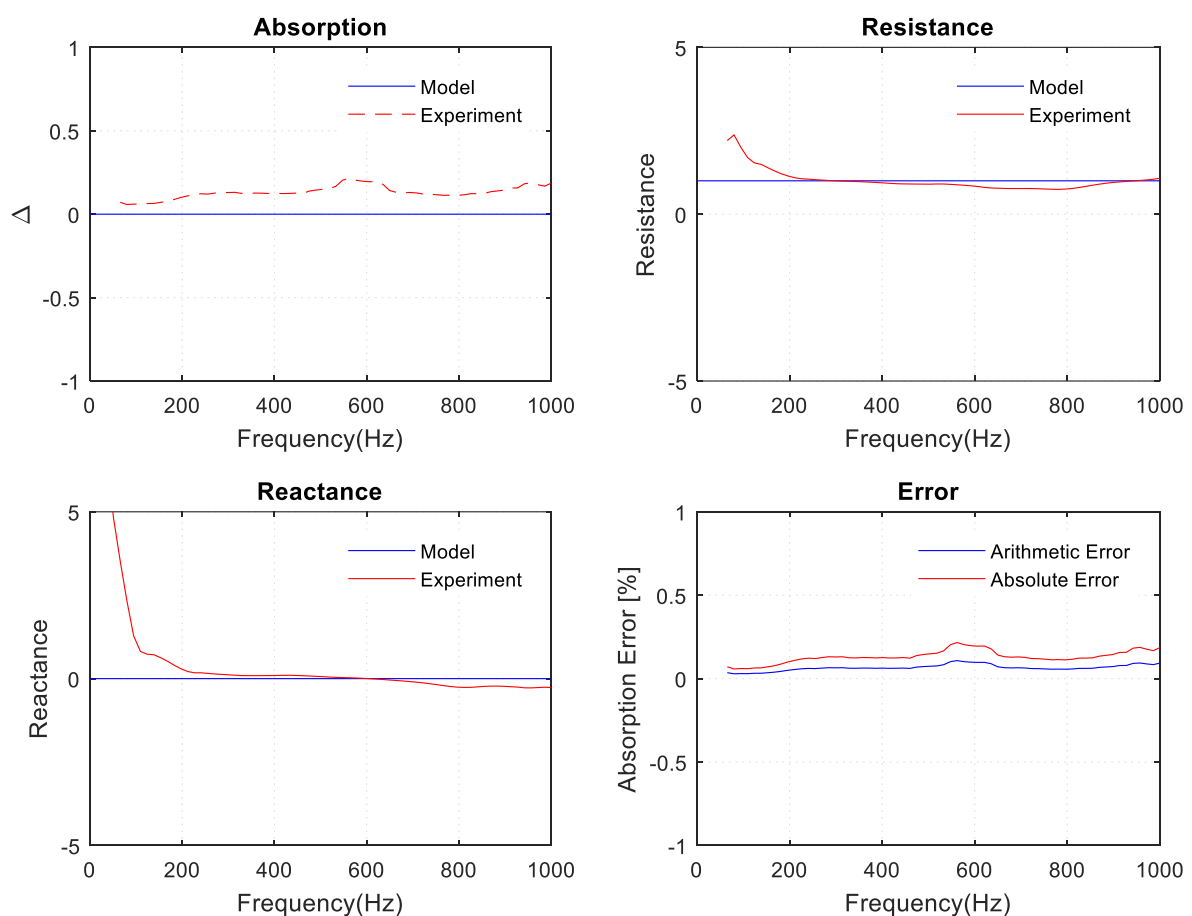 Absorption
1
0.5
0
-0.5
-1
Δ
Model
Experiment
0 200 400 600 800 1000
Frequency(Hz)
Resistance
5
0
-5
Resistance
Model
Experiment
0 200 400 600 800 1000
Frequency(Hz)
Reactance
5
0
-5
Reactance
Model
Experiment
0 200 400 600 800 1000
Frequency(Hz)
Error
1
0.5
0
-0.5
-1
Absorption Error [%]
Arithmetic Error
Absolute Error
0 200 400 600 800 1000
Frequency(Hz)